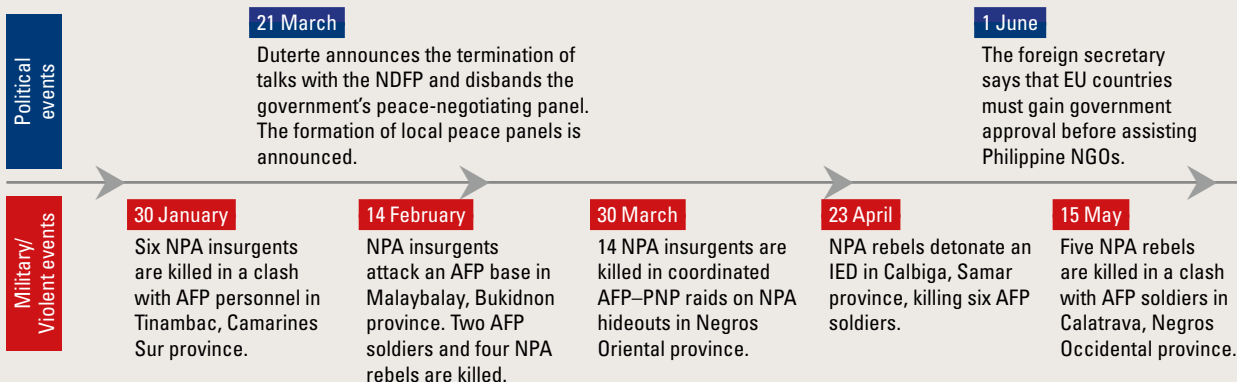 Political
events
21 March
Duterte announces the termination of
talks with the NDFP and disbands the
government's peace-negotiating panel.
The formation of local peace panels is
announced.
1 June
The foreign secretary
says that EU countries
must gain government
approval before assisting
Philippine NGOs.
Military/
Violent events
30 January
Six NPA insurgents
are killed in a clash
with AFP personnel in
Tinambac, Camarines
Sur province.
14 February
NPA insurgents
attack an AFP base in
Malaybalay, Bukidnon
province. Two AFP
soldiers and four NPA
rebels are killed.
30 March
14 NPA insurgents are
killed in coordinated
AFP–PNP raids on NPA
hideouts in Negros
Oriental province.
23 April
NPA rebels detonate an
IED in Calbiga, Samar
province, killing six AFP
soldiers.
15 May
Five NPA rebels
are killed in a clash
with AFP soldiers in
Calatrava, Negros
Occidental province.